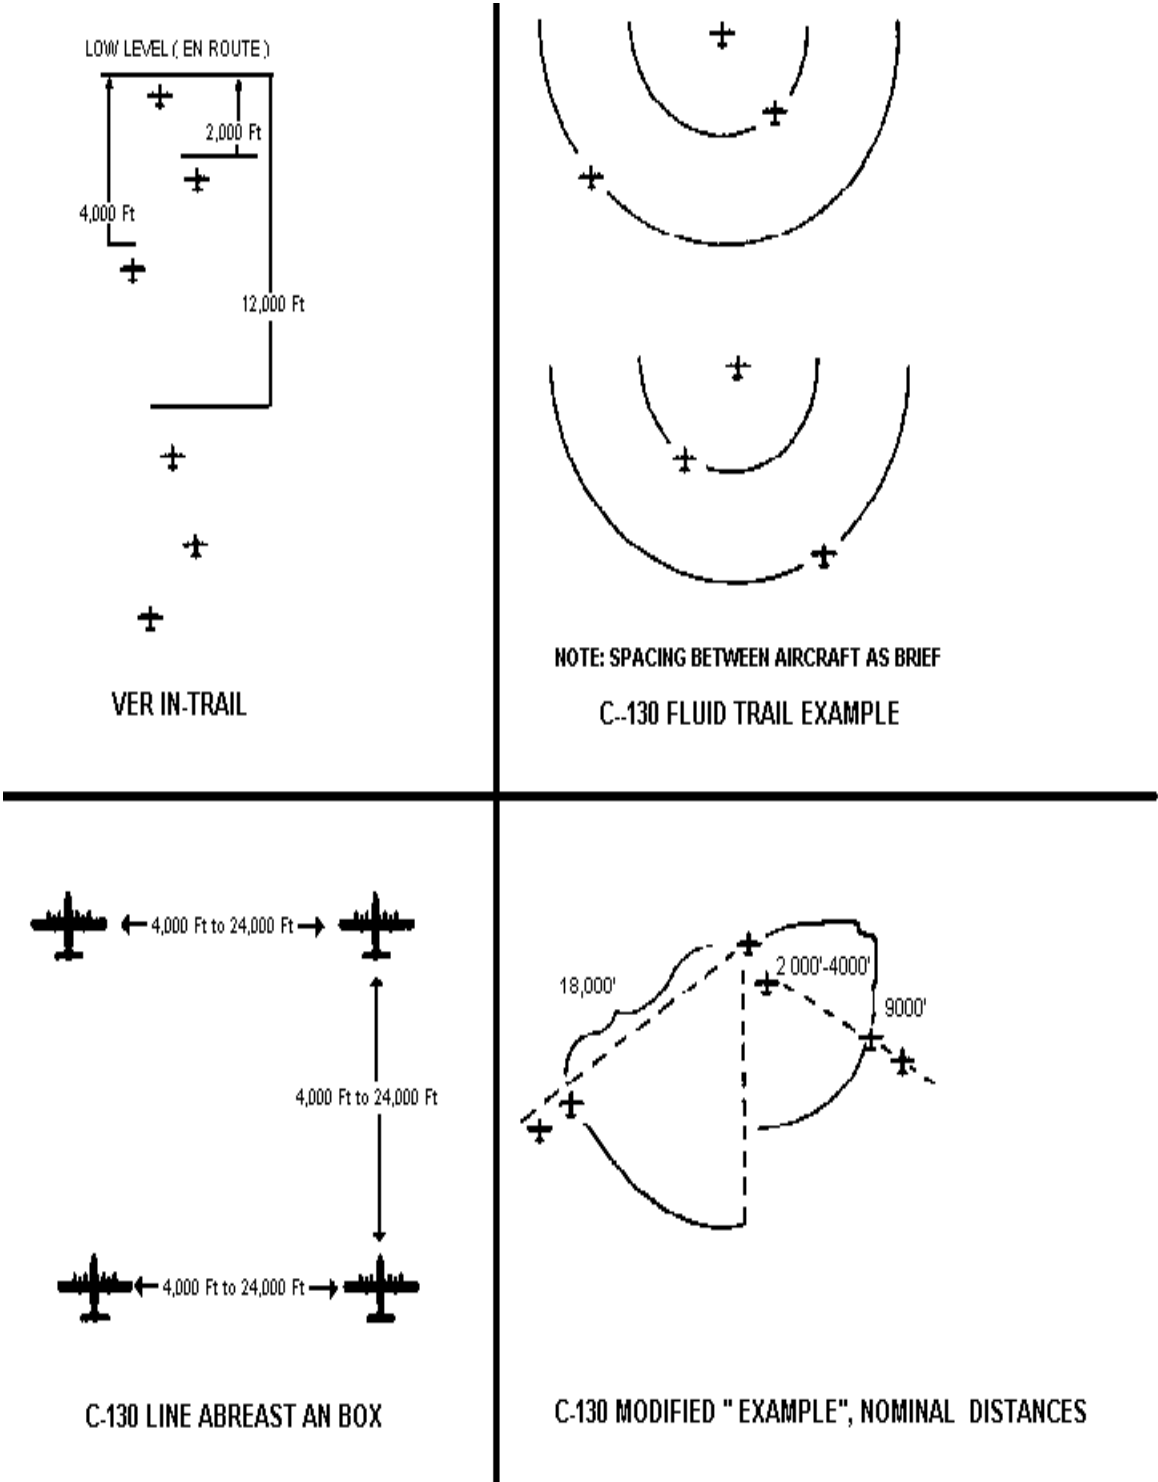 LOW LEVEL ( EN ROUTE )
2,000 Ft
4,000 Ft
12,000 Ft
VER IN-TRAIL
NOTE: SPACING BETWEEN AIRCRAFT AS BRIEF
C--130 FLUID TRAIL EXAMPLE
4,000 Ft to 24,000 Ft
4,000 Ft to 24,000 Ft
4,000 Ft to 24,000 Ft
C-130 LINE ABREAST AN BOX
2 000'-4000'
18,000'
9000'
C-130 MODIFIED " EXAMPLE", NOMINAL DISTANCES